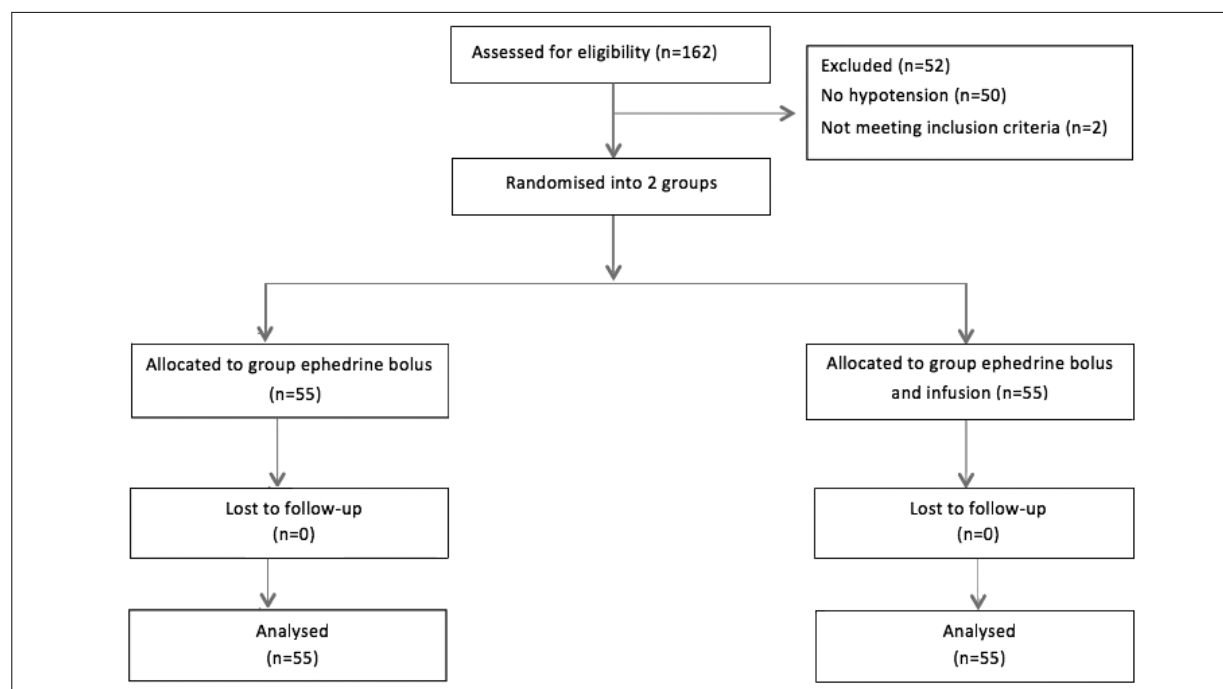 Assessed for eligibility (n=162)
Excluded (n=52)
No hypotension (n=50)
Not meeting inclusion criteria (n=2)
Randomised into 2 groups
Allocated to group ephedrine bolus
(n=55)
Allocated to group ephedrine bolus
and infusion (n=55)
Lost to follow-up
(n=0)
Lost to follow-up
(n=0)
Analysed
(n=55)
Analysed
(n=55)